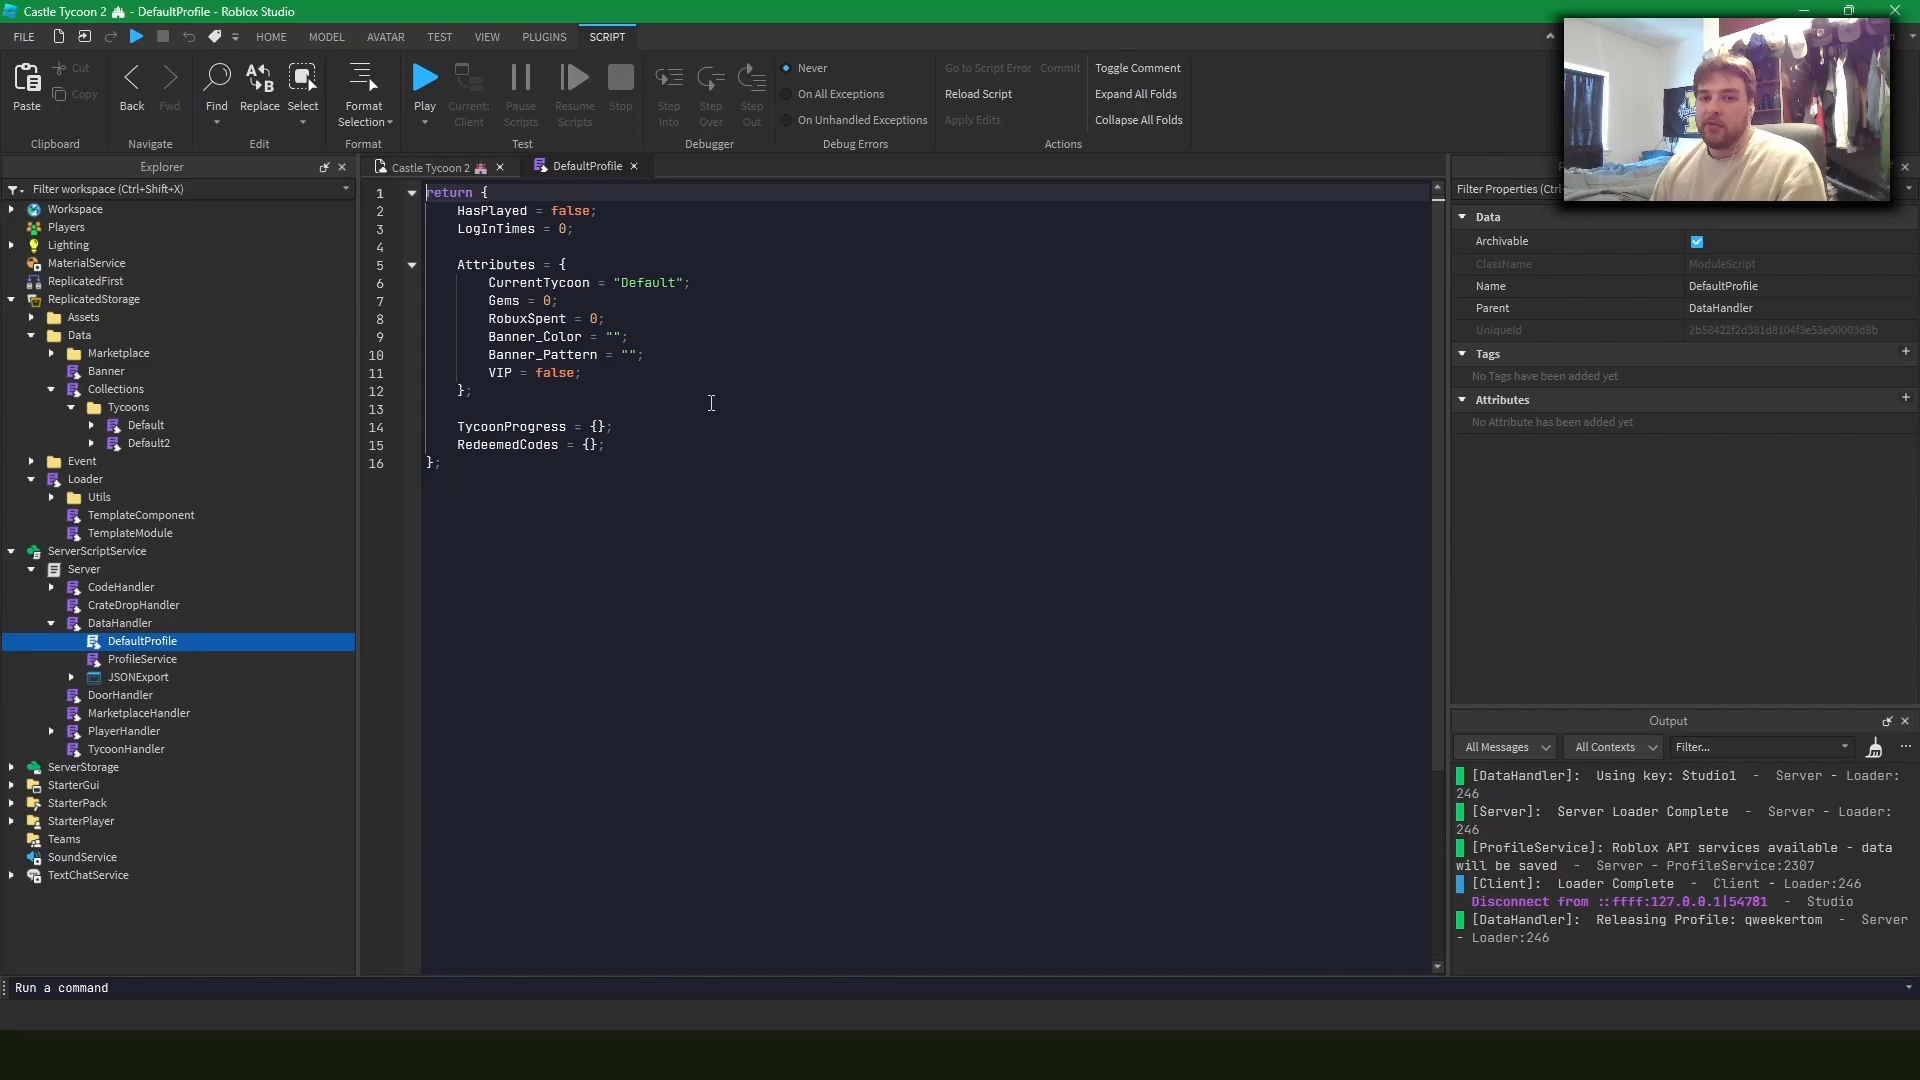 Castle Tycoon 2 - DefaultProfile - Roblox Studio
FILE HOME MODEL AVATAR TEST VIEW PLUGINS SCRIPT
Paste
Cut
Copy
Clipboard
Back
Fwd
Navigate
Find
Replace
Select
Edit
Format
Selection
Format
Play
Current:
Client
Pause
Scripts
Resume
Scripts
Stop
Test
Step
Into
Step
Over
Step
Out
Debugger
Never
On All Exceptions
On Unhandled Exceptions
Debug Errors
Go to Script Error
Commit
Reload Script
Apply Edits
Toggle Comment
Expand All Folds
Collapse All Folds
Actions
Explorer
Filter workspace (Ctrl+Shift+X)
Workspace
Players
Lighting
MaterialService
ReplicatedFirst
ReplicatedStorage
Assets
Data
Marketplace
Banner
Collections
Tycoons
Default
Default2
Event
Loader
Utils
TemplateComponent
TemplateModule
ServerScriptService
Server
CodeHandler
CrateDropHandler
DataHandler
DefaultProfile
ProfileService
JSONExport
DoorHandler
MarketplaceHandler
PlayerHandler
TycoonHandler
ServerStorage
StarterGui
StarterPack
StarterPlayer
Teams
SoundService
TextChatService
Castle Tycoon 2
DefaultProfile
1 return {
2 HasPlayed = false;
3 LogInTimes = 0;
4
5 Attributes = {
6 CurrentTycoon = "Default";
7 Gems = 0;
8 RobuxSpent = 0;
9 Banner_Color = "";
10 Banner_Pattern = "";
11 VIP = false;
12 };
13
14 TycoonProgress = {};
15 RedeemedCodes = {};
16 };
Filter Properties (Ctrl
Data
Archivable
ClassName ModuleScript
Name DefaultProfile
Parent DataHandler
UniqueId 2b58422f2d381d8104f3e53e00003d8b
Tags
No Tags have been added yet
Attributes
No Attribute has been added yet
Output
All Messages All Contexts Filter...
[DataHandler]: Using key: Studio1 - Server - Loader:
246
[Server]: Server Loader Complete - Server - Loader:
246
[ProfileService]: Roblox API services available - data
will be saved - Server - ProfileService:2307
[Client]: Loader Complete - Client - Loader:246
Disconnect from ::ffff:127.0.0.1|54781 - Studio
[DataHandler]: Releasing Profile: qweekertom - Server
- Loader:246
Run a command